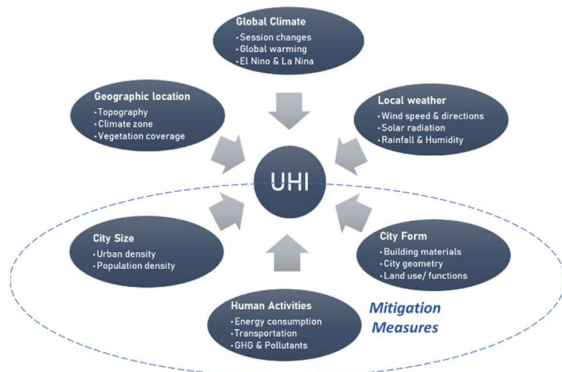 Global Climate
• Session changes
• Global warming
• El Nino & La Nina
Geographic location
• Topography
• Climate zone
• Vegetation coverage
Local weather
• Wind speed & directions
• Solar radiation
• Rainfall & Humidity
UHI
City Size
• Urban density
• Population density
City Form
• Building materials
• City geometry
• Land use/ functions
Human Activities
• Energy consumption
• Transportation
• GHG & Pollutants
Mitigation
Measures